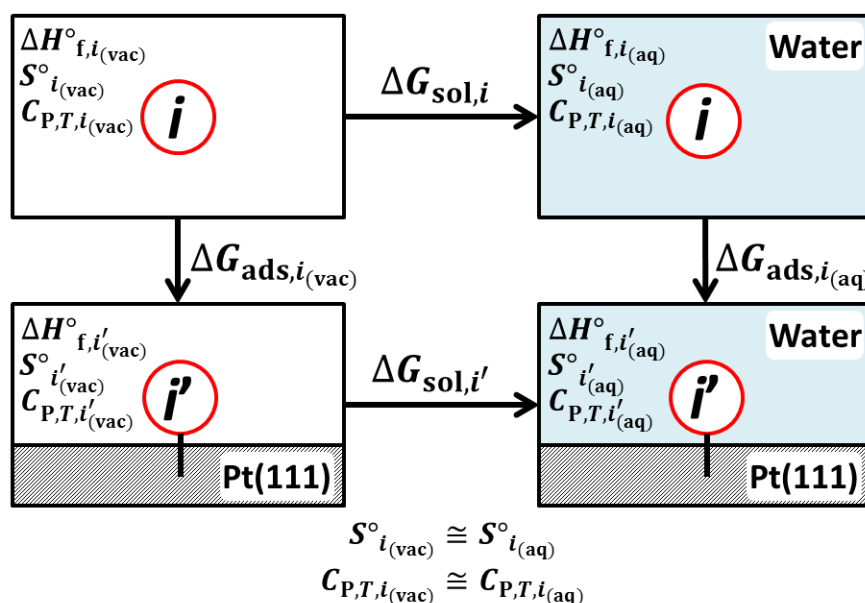 ΔH°f,i(vac)
S°i(vac)
CP,T,i(vac)
i
ΔGsol,i
ΔH°f,i(aq)
S°i(aq)
CP,T,i(aq)
i
Water
ΔGads,i(vac)
ΔGads,i(aq)
ΔH°f,i′(vac)
S°i′(vac)
CP,T,i′(vac)
i’
Pt(111)
ΔGsol,i′
ΔH°f,i′(aq)
S°i′(aq)
CP,T,i′(aq)
i’
Water
Pt(111)
S°i(vac) ≅ S°i(aq)
CP,T,i(vac) ≅ CP,T,i(aq)